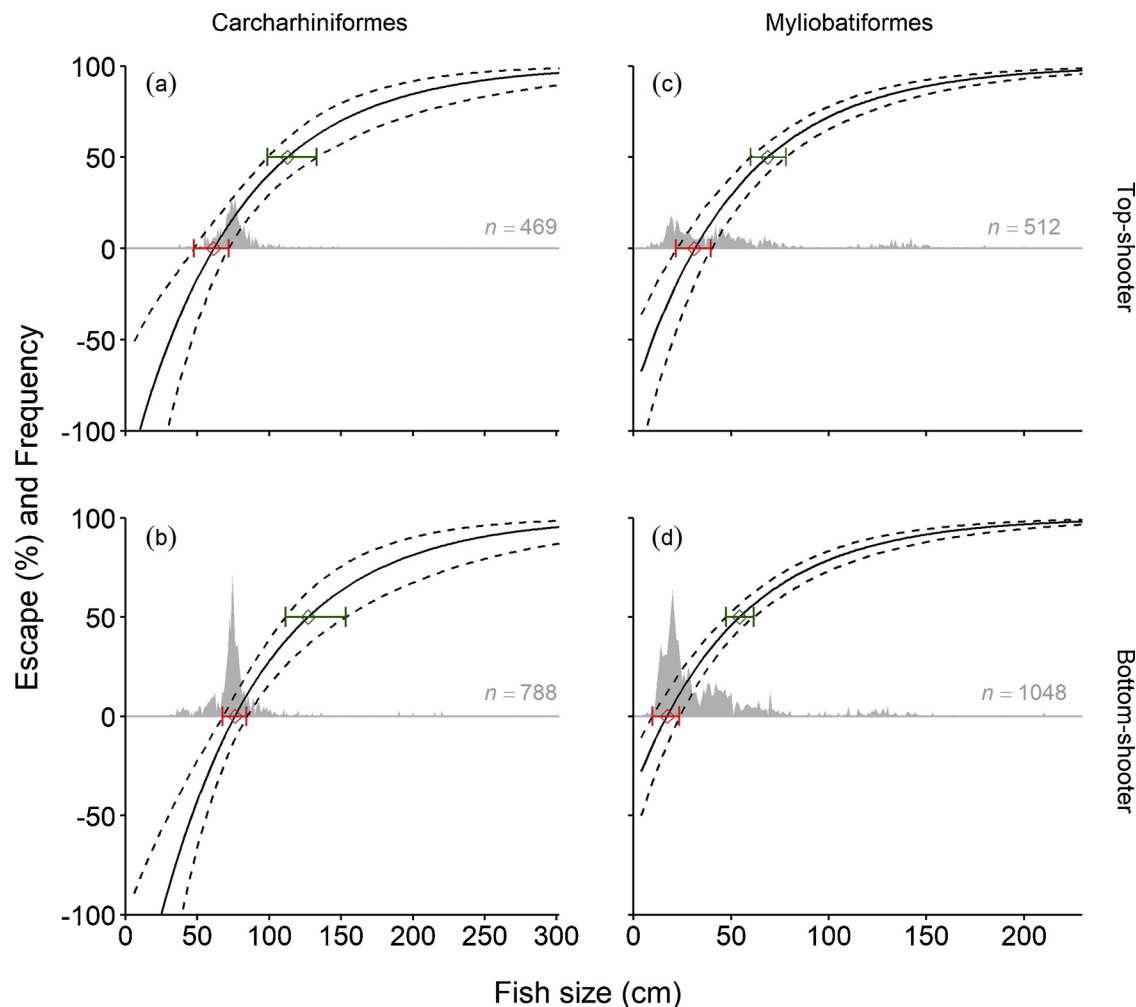 Carcharhiniformes
Myliobatiformes
(a)
100
50
0
-50
-100
n = 469
(c)
n = 512
Top-shooter
Escape (%) and Frequency
(b)
100
50
0
-50
-100
n = 788
0 50 100 150 200 250 300
(d)
n = 1048
0 50 100 150 200
Bottom-shooter
Fish size (cm)